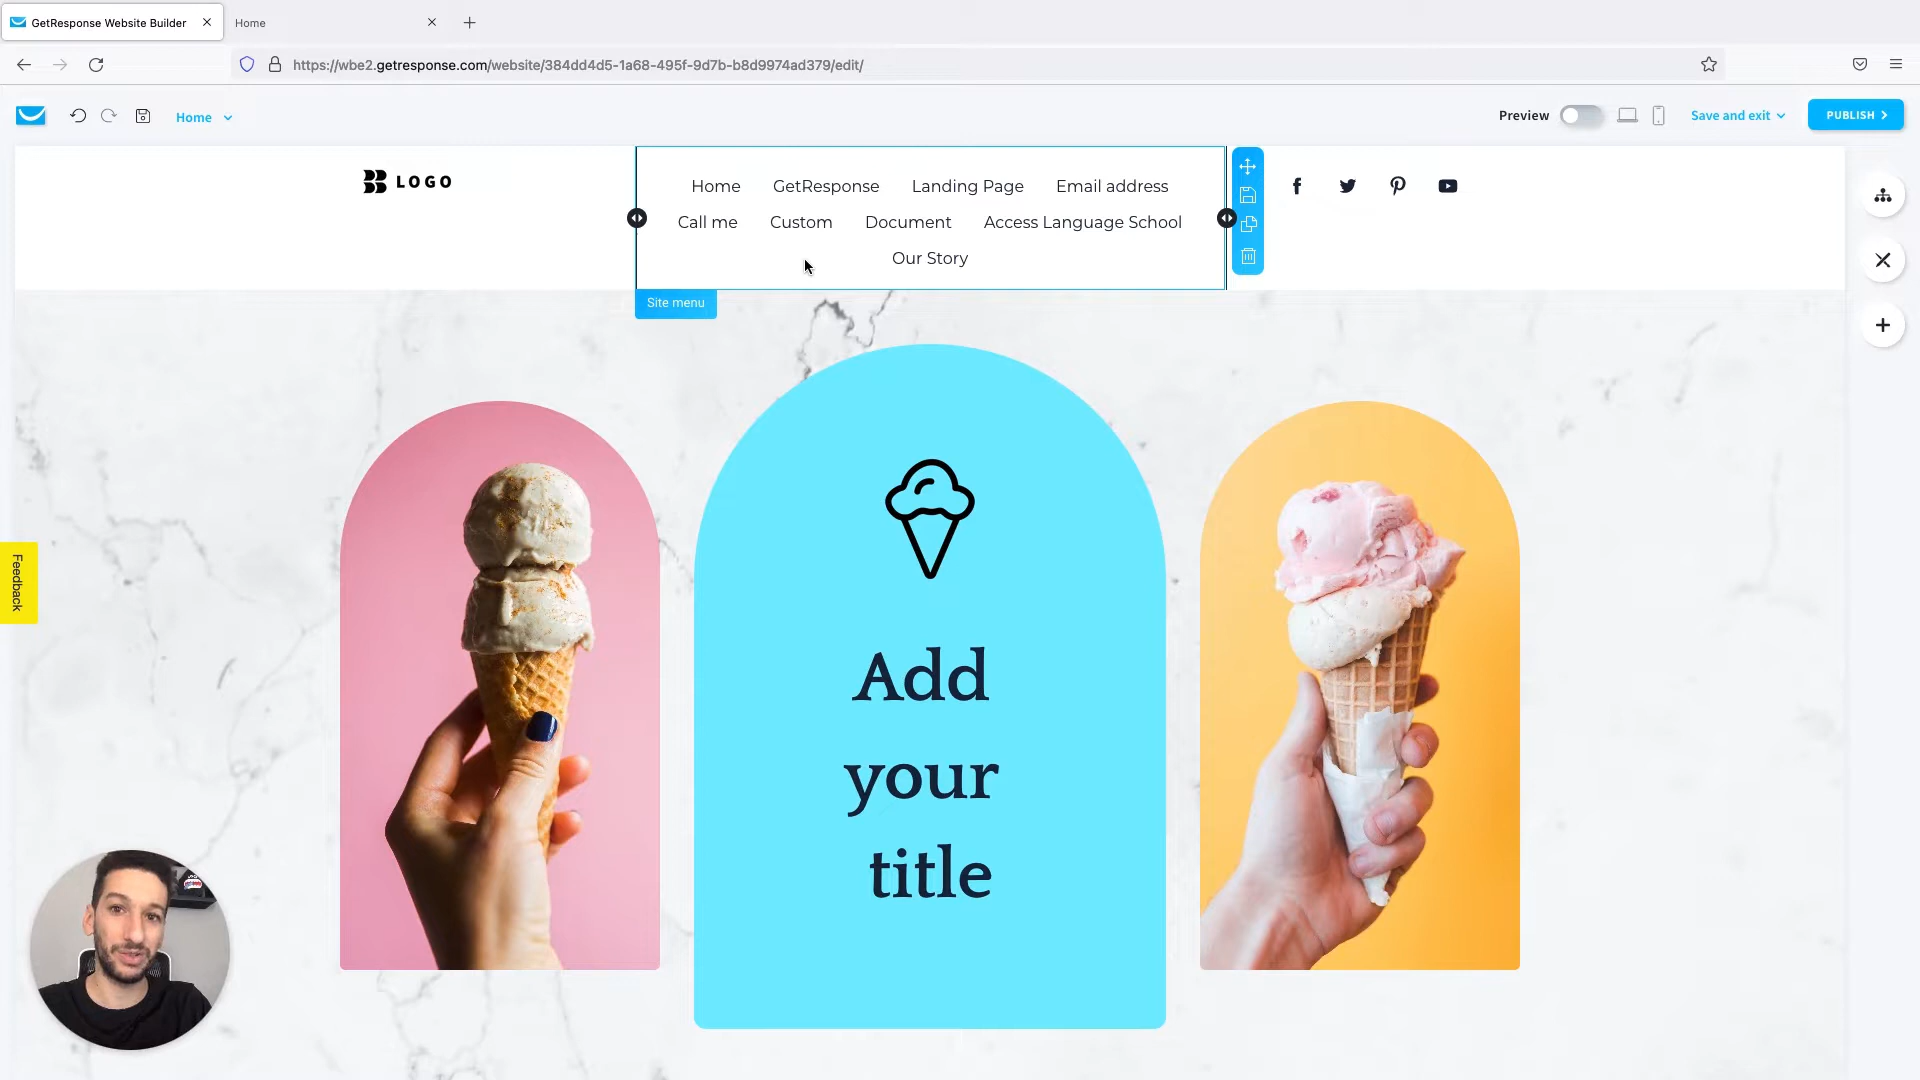 GetResponse Website Builder
Home
https://wbe2.getresponse.com/website/384dd4d5-1a68-495f-9d7b-b8d9974ad379/edit/
Home
Preview
Save and exit
PUBLISH
LOGO
Home GetResponse Landing Page Email address
Call me Custom Document Access Language School
Our Story
Site menu
Feedback
Add
your
title